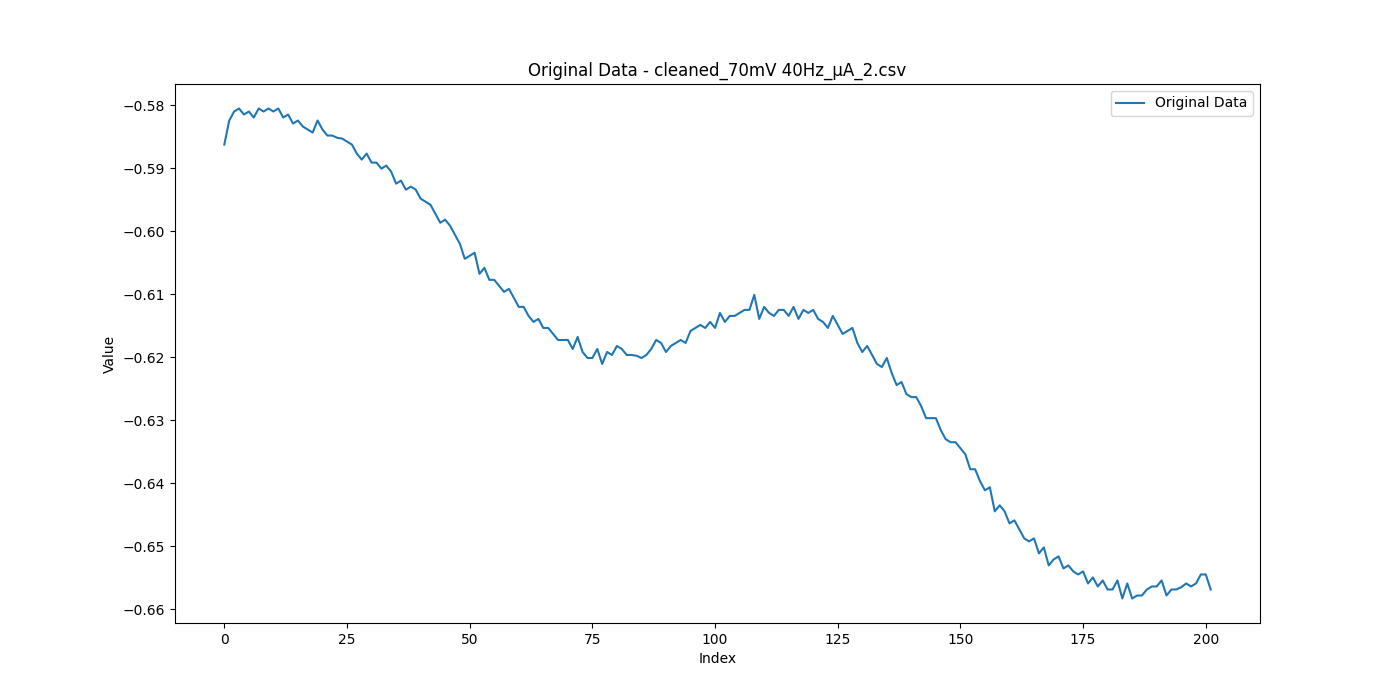 Original Data - cleaned_70mV 40Hz_µA_2.csv
Original Data
−0.58
−0.59
−0.60
−0.61
−0.62
−0.63
−0.64
−0.65
−0.66
Value
0 25 50 75 100 125 150 175 200
Index